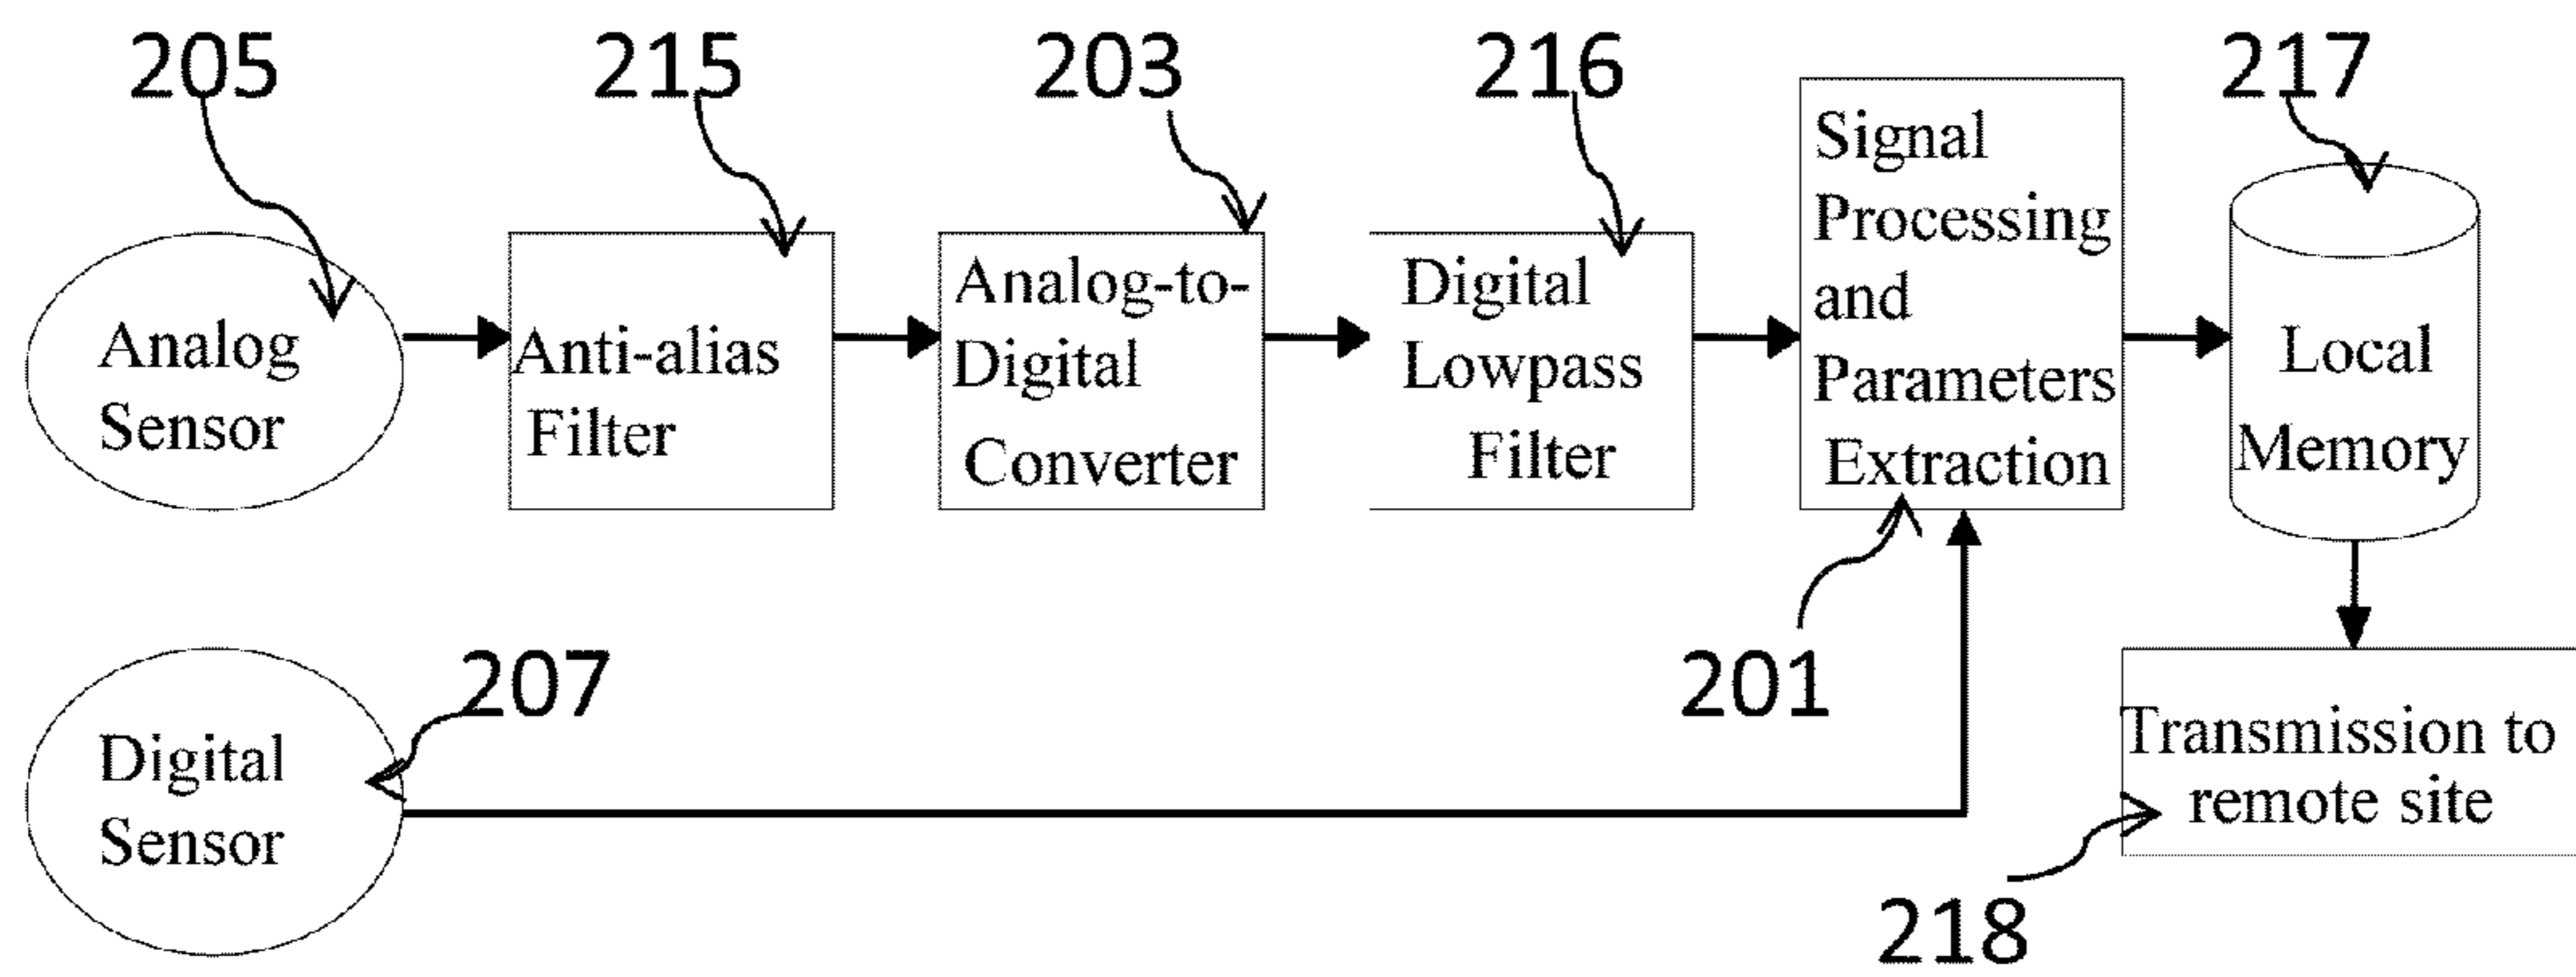 205
215
203
216
217
Analog
Sensor
Anti-alias
Filter
Analog-to-
Digital
Converter
Digital
Lowpass
Filter
Signal
Processing
and
Parameters
Extraction
Local
Memory
207
201
Digital
Sensor
Transmission to
remote site
218